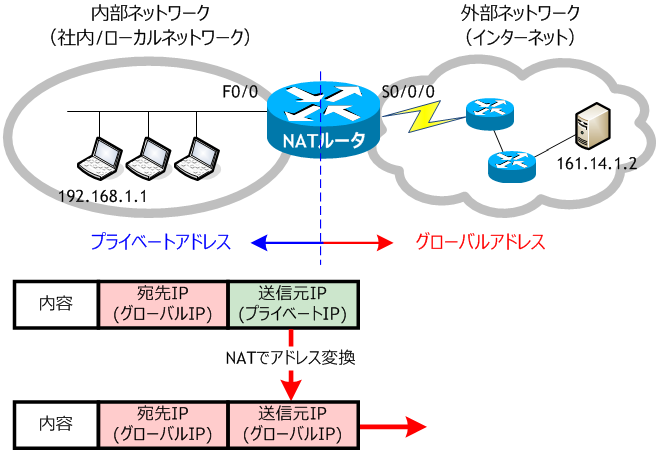 内部ネットワーク
(社内/ローカルネットワーク)
外部ネットワーク
(インターネット)
F0/0
S0/0/0
NATルータ
192.168.1.1
161.14.1.2
プライベートアドレス
グローバルアドレス
内容
宛先IP
(グローバルIP)
送信元IP
(プライベートIP)
NATでアドレス変換
内容
宛先IP
(グローバルIP)
送信元IP
(グローバルIP)